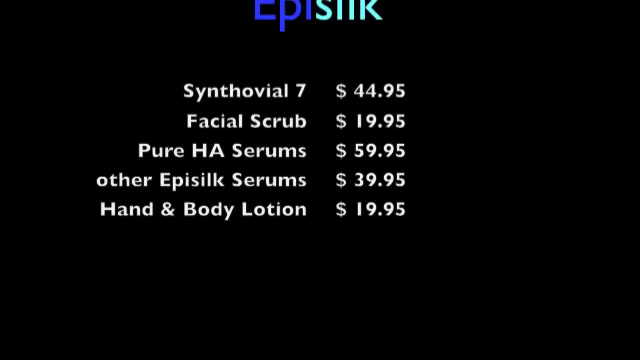 Episilk
Synthovial 7 $ 44.95
Facial Scrub $ 19.95
Pure HA Serums $ 59.95
other Episilk Serums $ 39.95
Hand & Body Lotion $ 19.95